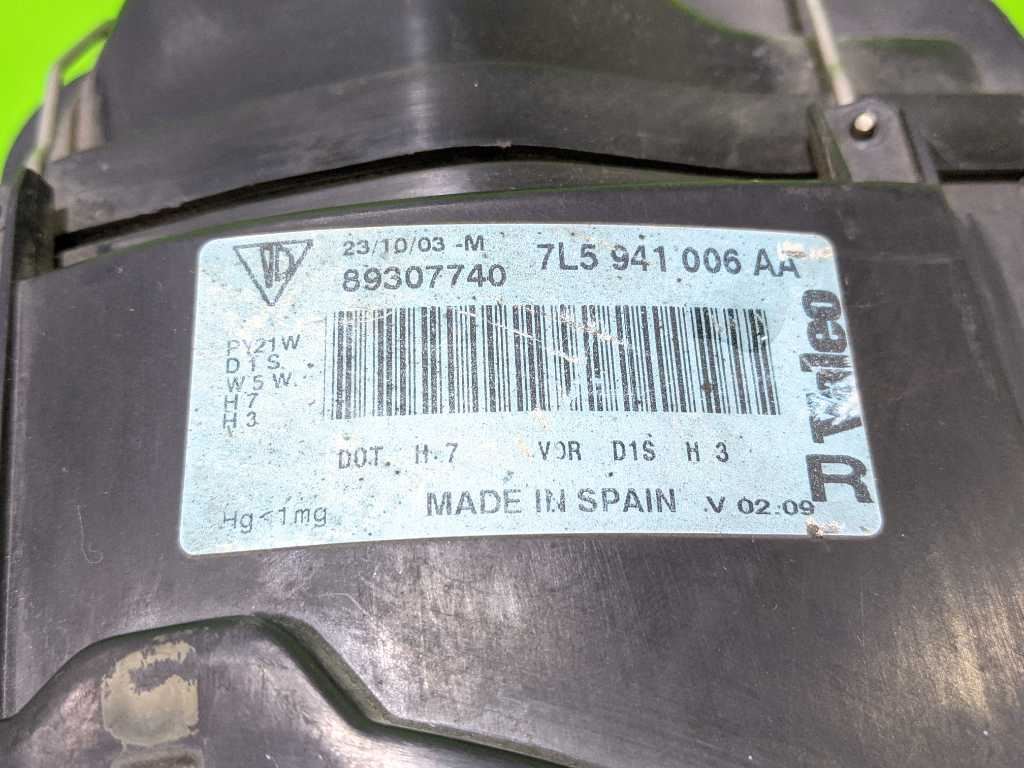 23/10/03 -M
89307740
7L5 941 006 AA
PY21W
D1S
W5W
H7
H3
DOT. H.7 VOR D1S H 3
Hg<1mg
MADE IN SPAIN V 02.09
Valeo
R